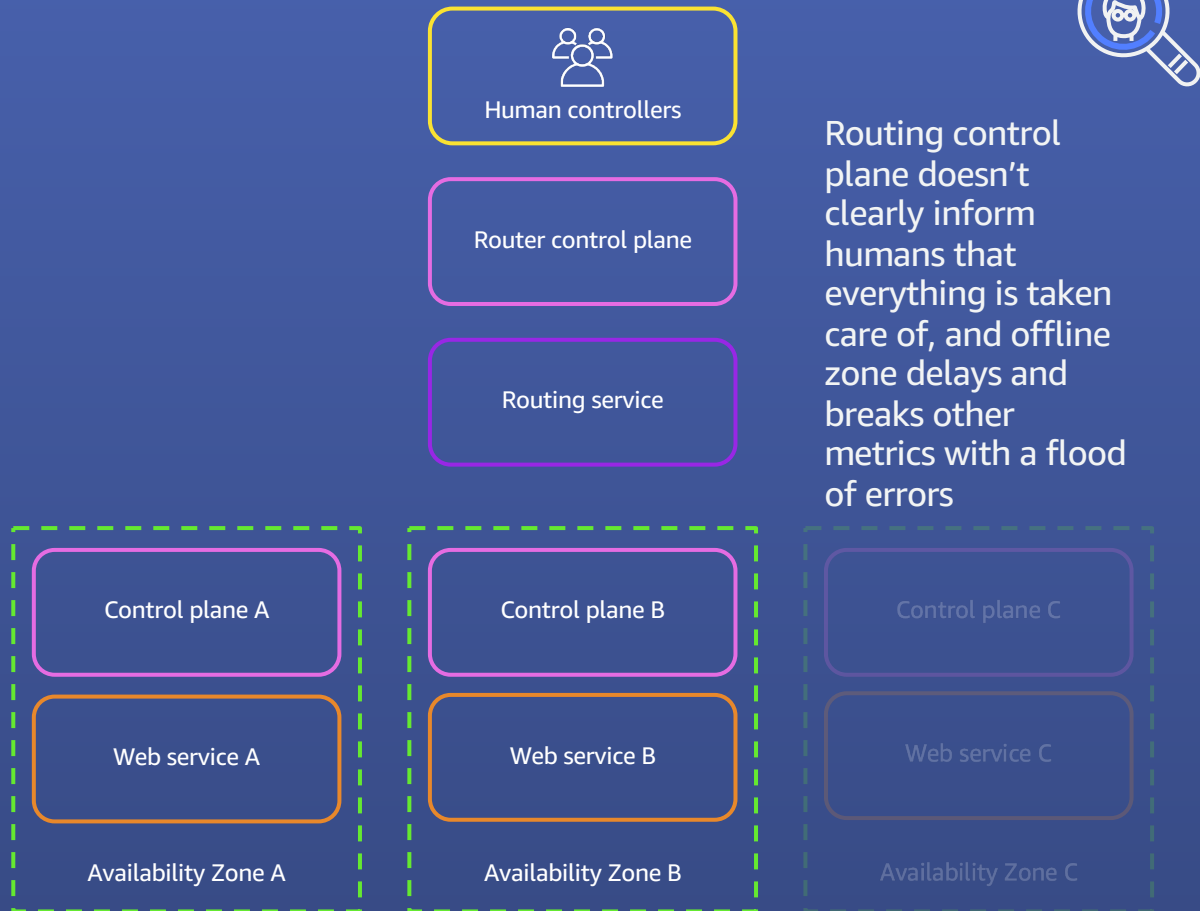 Human controllers
Routing control
plane doesn’t
clearly inform
humans that
everything is taken
care of, and offline
zone delays and
breaks other
metrics with a flood
of errors
Router control plane
Routing service
Control plane A
Control plane B
Control plane C
Web service A
Web service B
Web service C
Availability Zone A
Availability Zone B
Availability Zone C